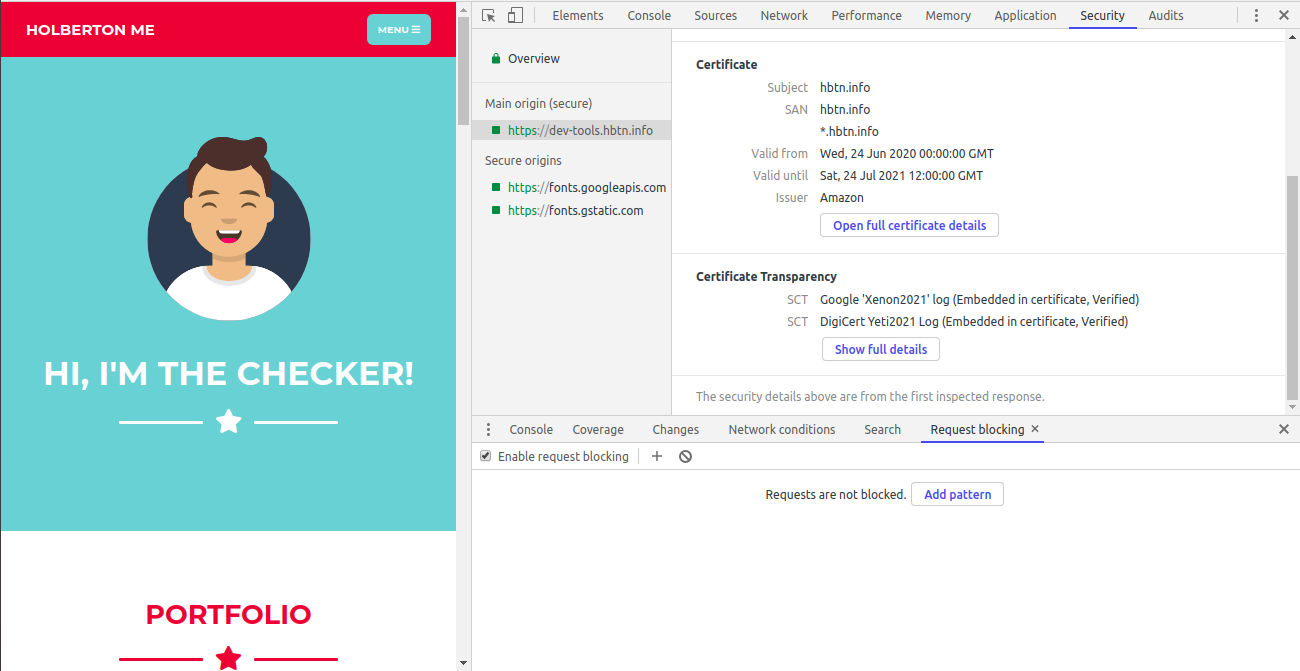 HOLBERTON ME
MENU
HI, I'M THE CHECKER!
PORTFOLIO
Elements Console Sources Network Performance Memory Application Security Audits
Overview
Main origin (secure)
https://dev-tools.hbtn.info
Secure origins
https://fonts.googleapis.com
https://fonts.gstatic.com
Certificate
Subject hbtn.info
SAN hbtn.info
*.hbtn.info
Valid from Wed, 24 Jun 2020 00:00:00 GMT
Valid until Sat, 24 Jul 2021 12:00:00 GMT
Issuer Amazon
Open full certificate details
Certificate Transparency
SCT Google 'Xenon2021' log (Embedded in certificate, Verified)
SCT DigiCert Yeti2021 Log (Embedded in certificate, Verified)
Show full details
The security details above are from the first inspected response.
Console Coverage Changes Network conditions Search Request blocking
Enable request blocking
Requests are not blocked. Add pattern